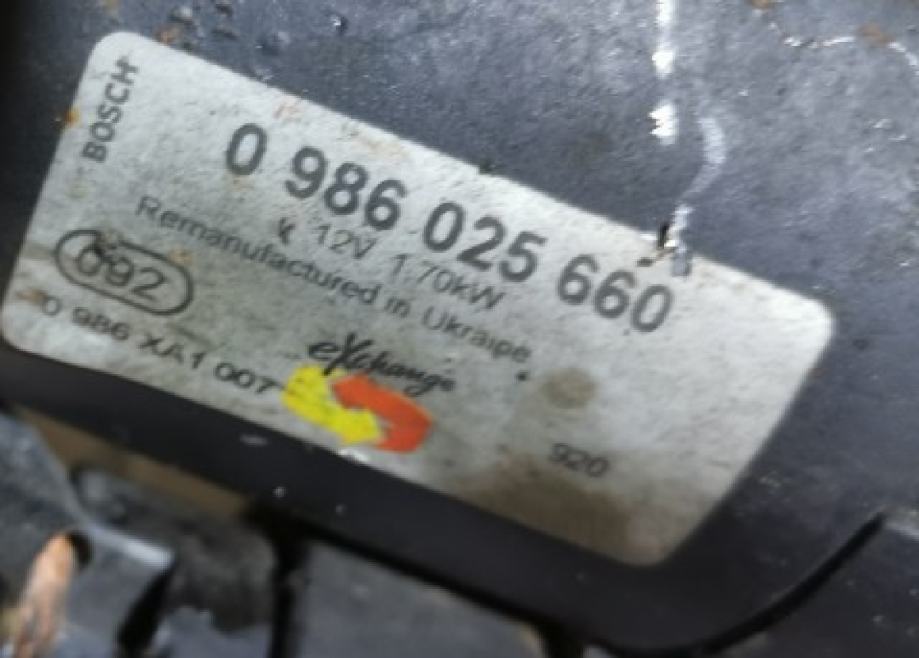 BOSCH
0 986 025 660
12V 1.70kW
Remanufactured in Ukraine
092
0 986 XA1 007
eXchange
920